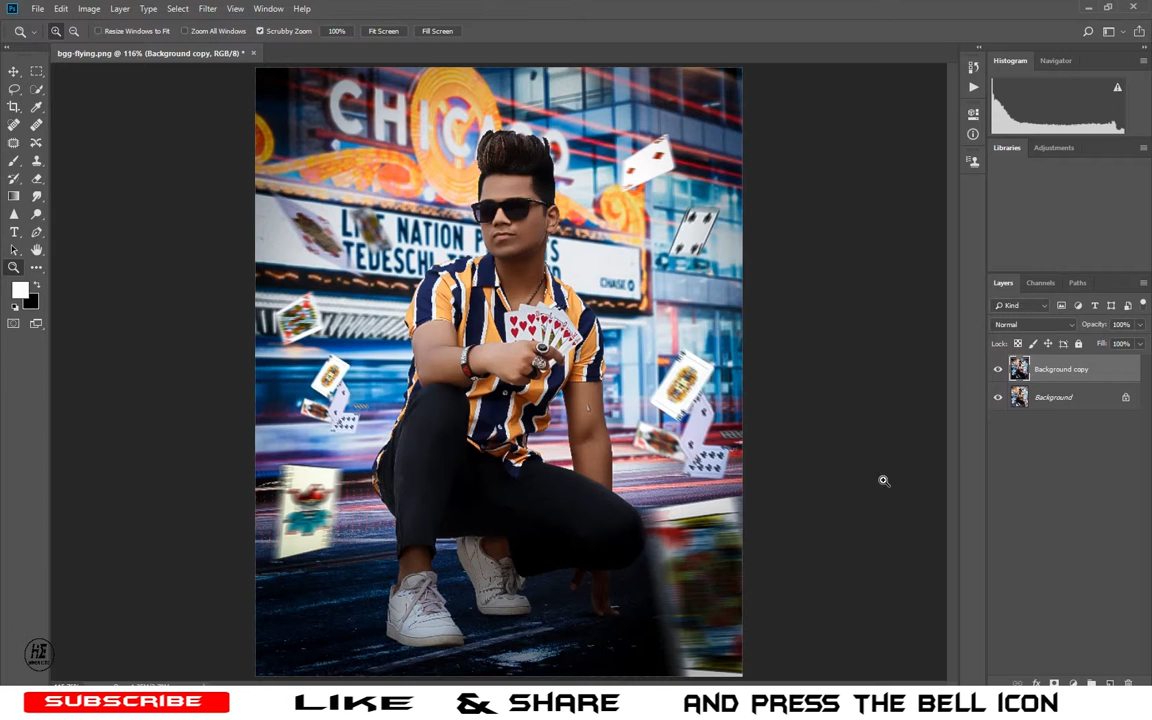 Ps File Edit Image Layer Type Select Filter View Window Help
Resize Windows to Fit Zoom All Windows Scrubby Zoom 100% Fit Screen Fill Screen
bgg-flying.png @ 116% (Background copy, RGB/8) *
Histogram Navigator
CHICAGO
Libraries Adjustments
NATION
TEDESCHI
CHASE
Layers Channels Paths
Kind
Normal Opacity: 100%
Lock: Fill: 100%
Background copy
Background
HE
SUBSCRIBE LIKE & SHARE AND PRESS THE BELL ICON